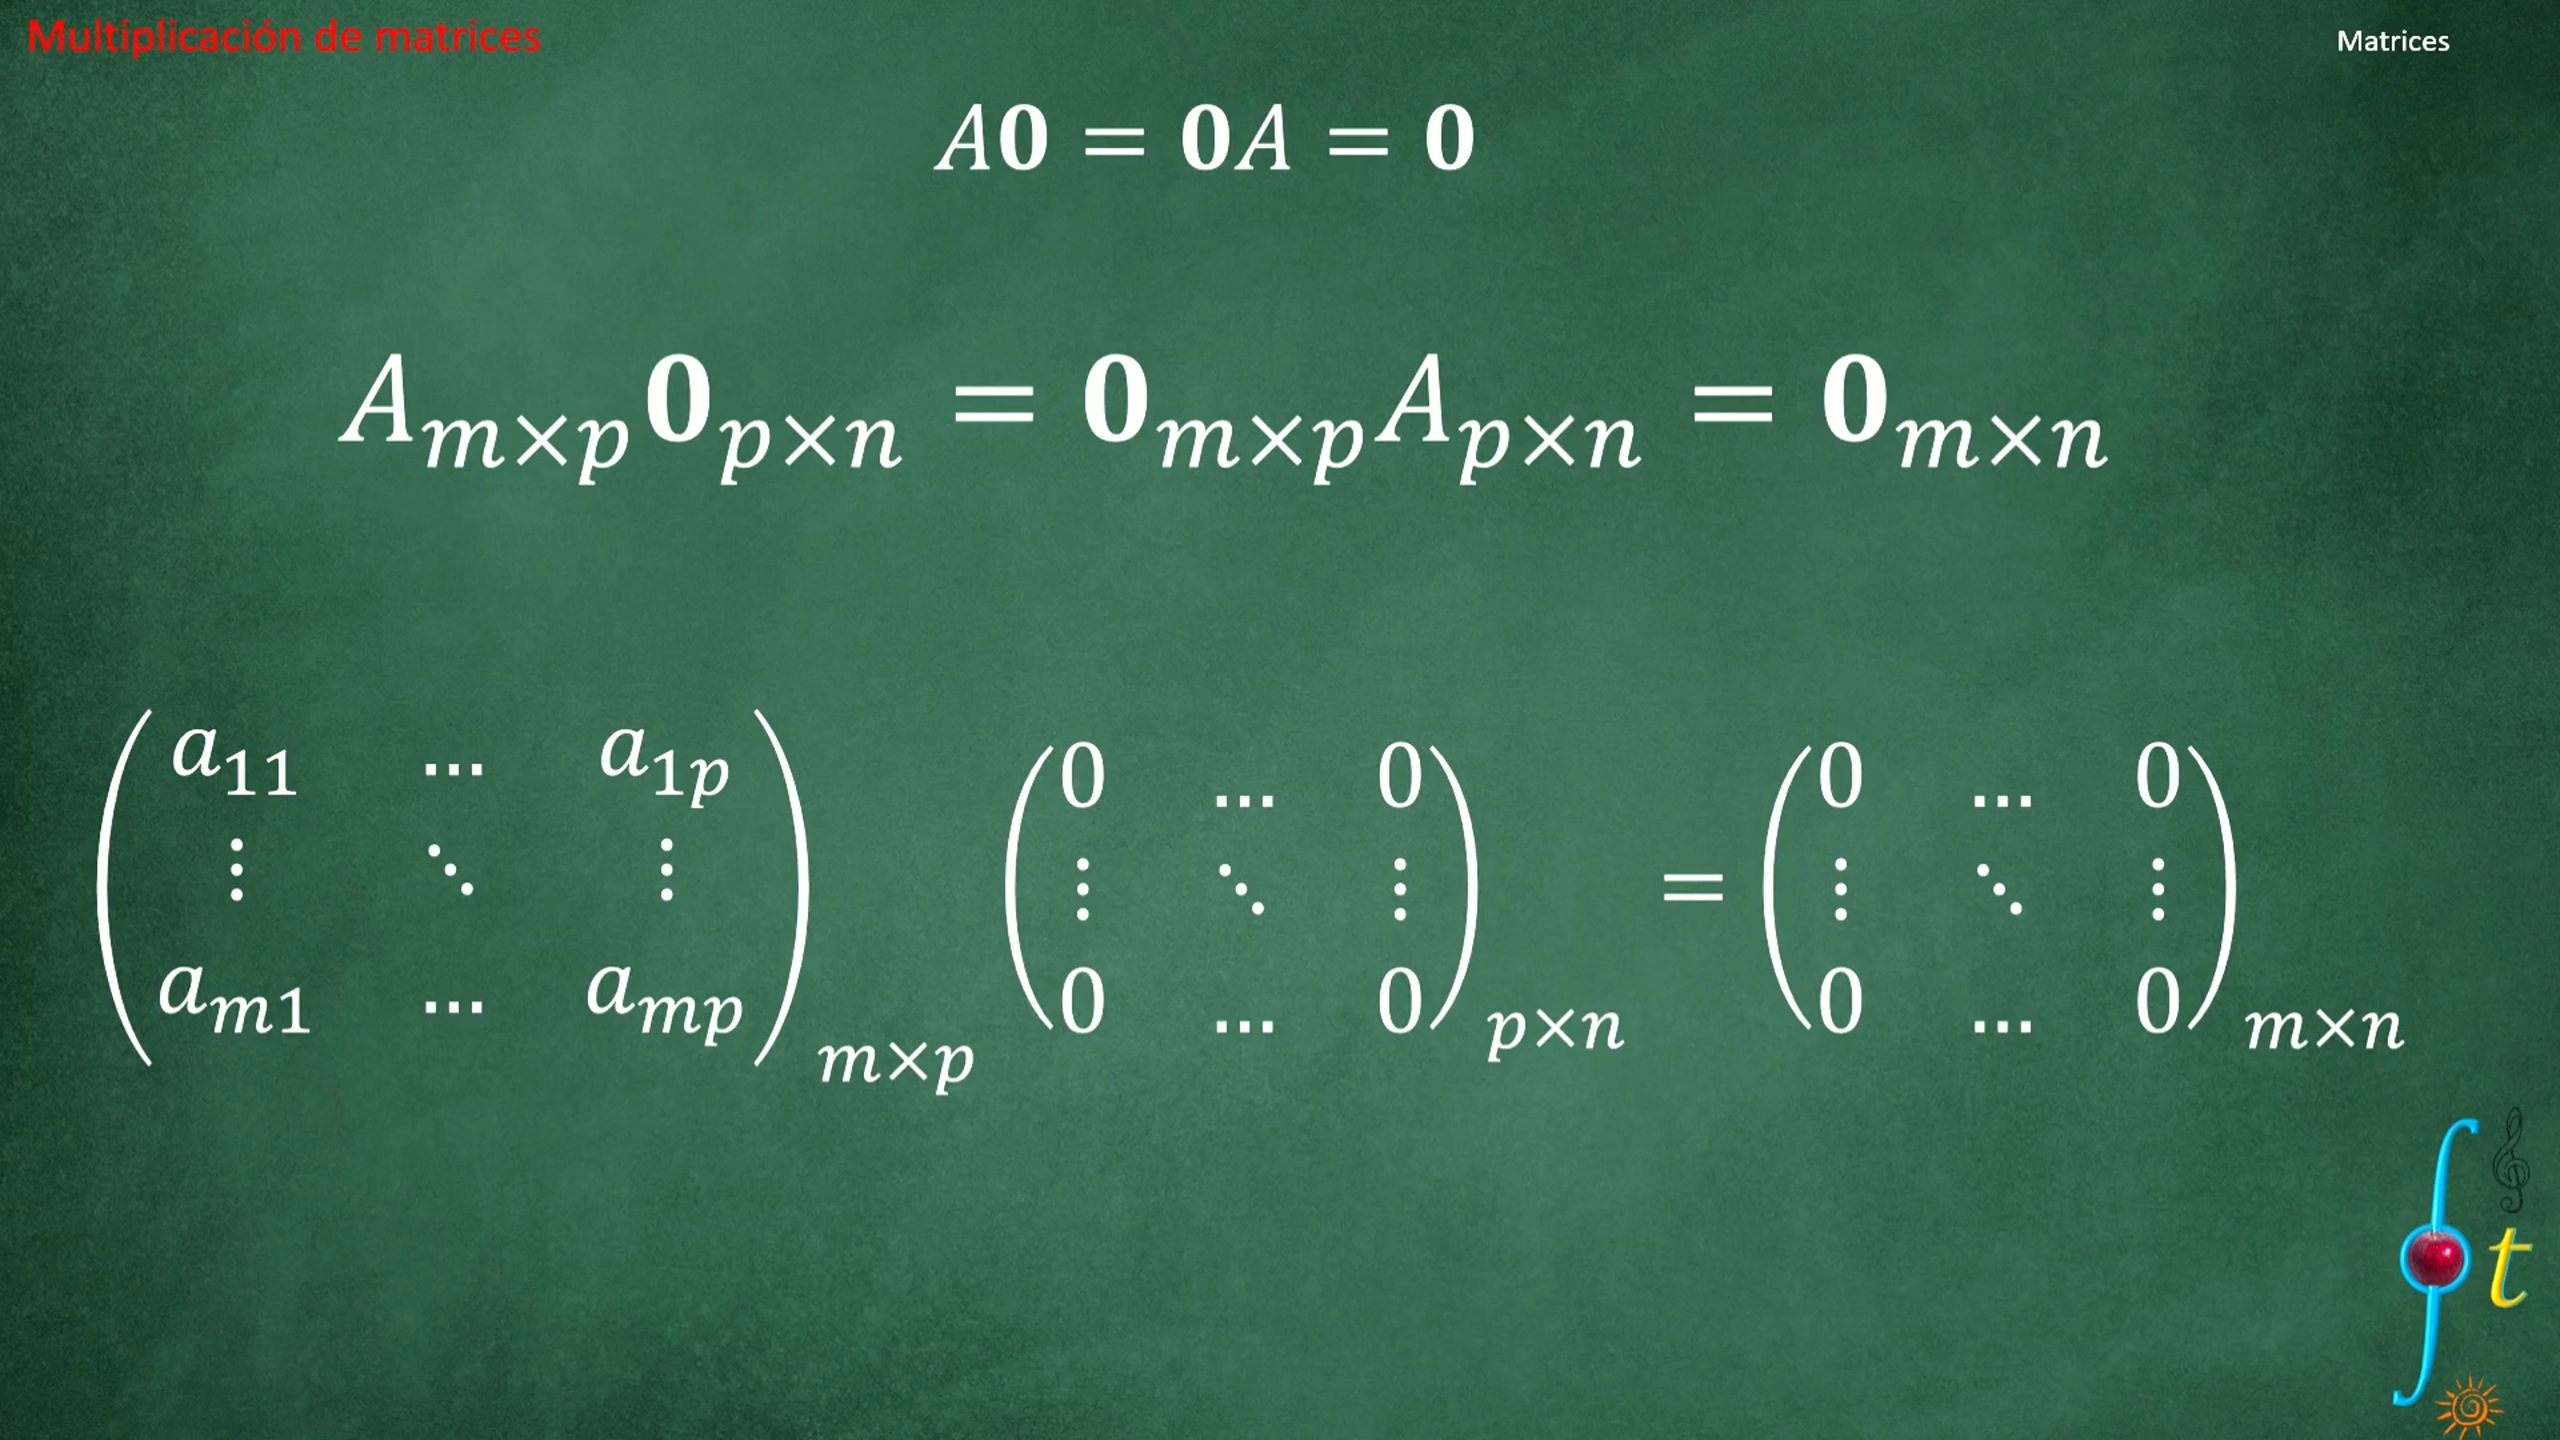 Multiplicación de matrices
Matrices
A𝟎 = 𝟎A = 𝟎
A_{m×p}𝟎_{p×n} = 𝟎_{m×p}A_{p×n} = 𝟎_{m×n}
a_{11} … a_{1p} 0 … 0 0 … 0
⋮ ⋱ ⋮ ⋮ ⋱ ⋮ = ⋮ ⋱ ⋮
a_{m1} … a_{mp} m×p 0 … 0 p×n 0 … 0 m×n
t